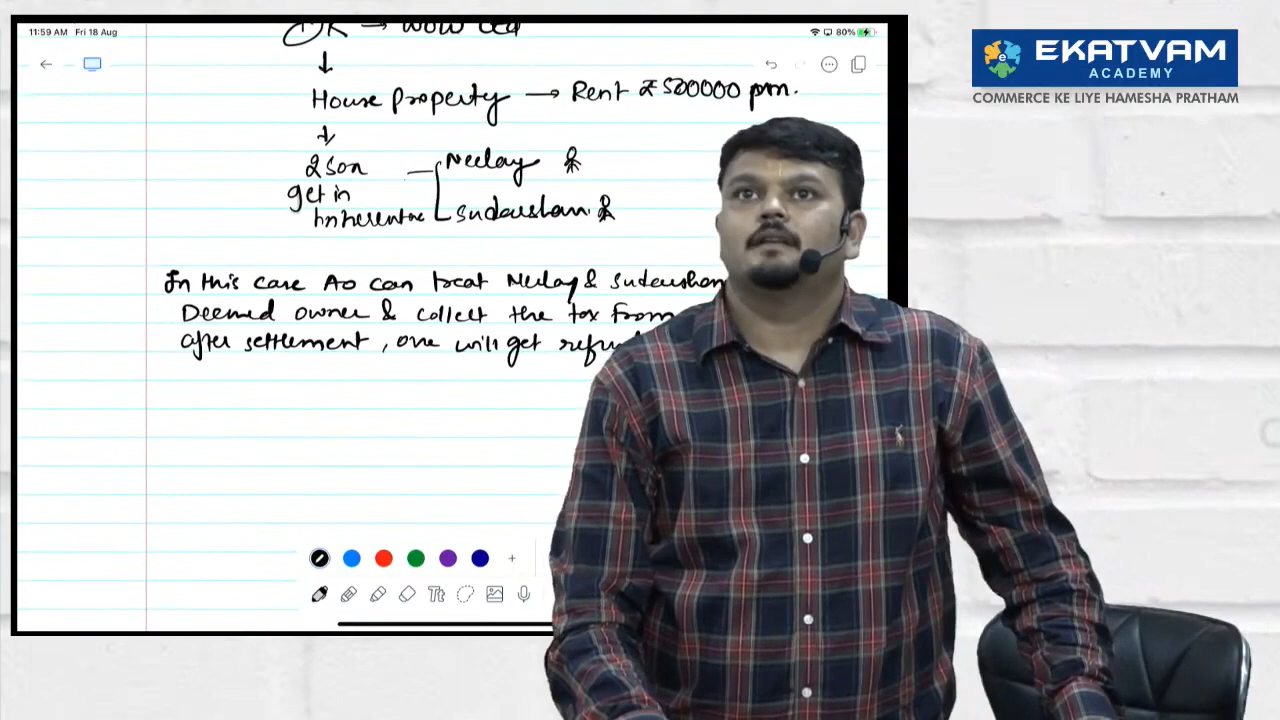 11:59 AM Fri 18 Aug
80%
EKATVAM
ACADEMY
COMMERCE KE LIYE HAMESHA PRATHAM
House Property → Rent ₹ 500000 pm.
2 Son
get in
Neelay
Sudarshan
In this case AO can treat Neelay & Sudarshan
Deemed owner & collect the tax from
after settlement, one will get
Tt